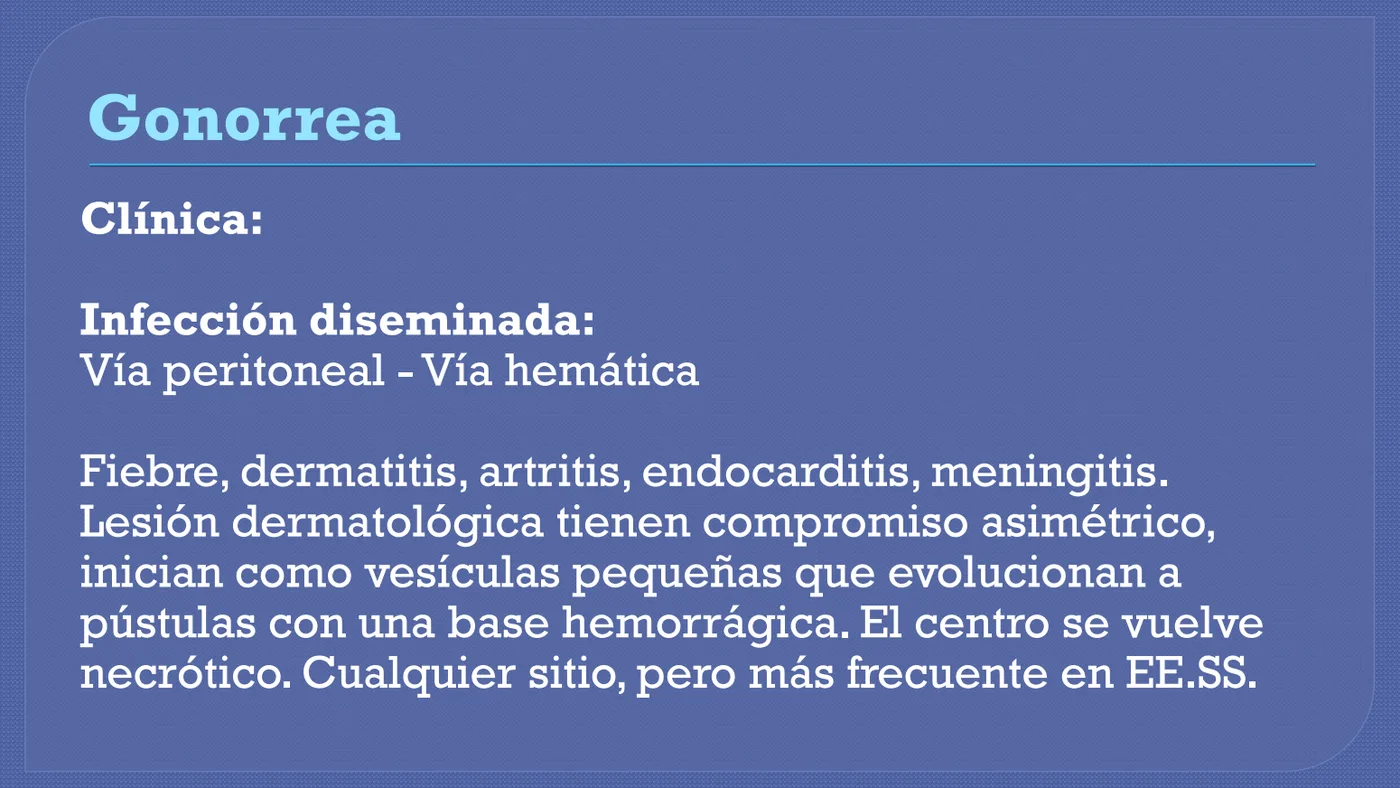 Gonorrea
Clínica:
Infección diseminada:
Vía peritoneal - Vía hemática
Fiebre, dermatitis, artritis, endocarditis, meningitis.
Lesión dermatológica tienen compromiso asimétrico,
inician como vesículas pequeñas que evolucionan a
pústulas con una base hemorrágica. El centro se vuelve
necrótico. Cualquier sitio, pero más frecuente en EE.SS.